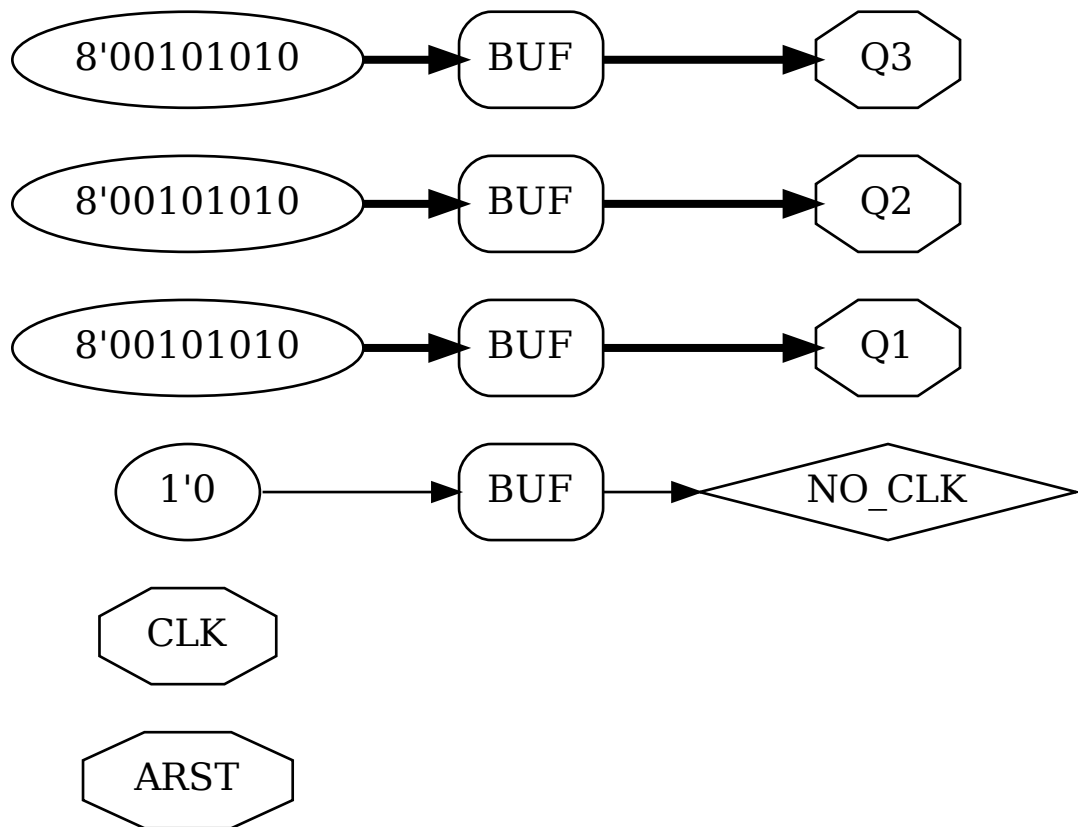 8'00101010 BUF Q3
8'00101010 BUF Q2
8'00101010 BUF Q1
1'0 BUF NO_CLK
CLK
ARST